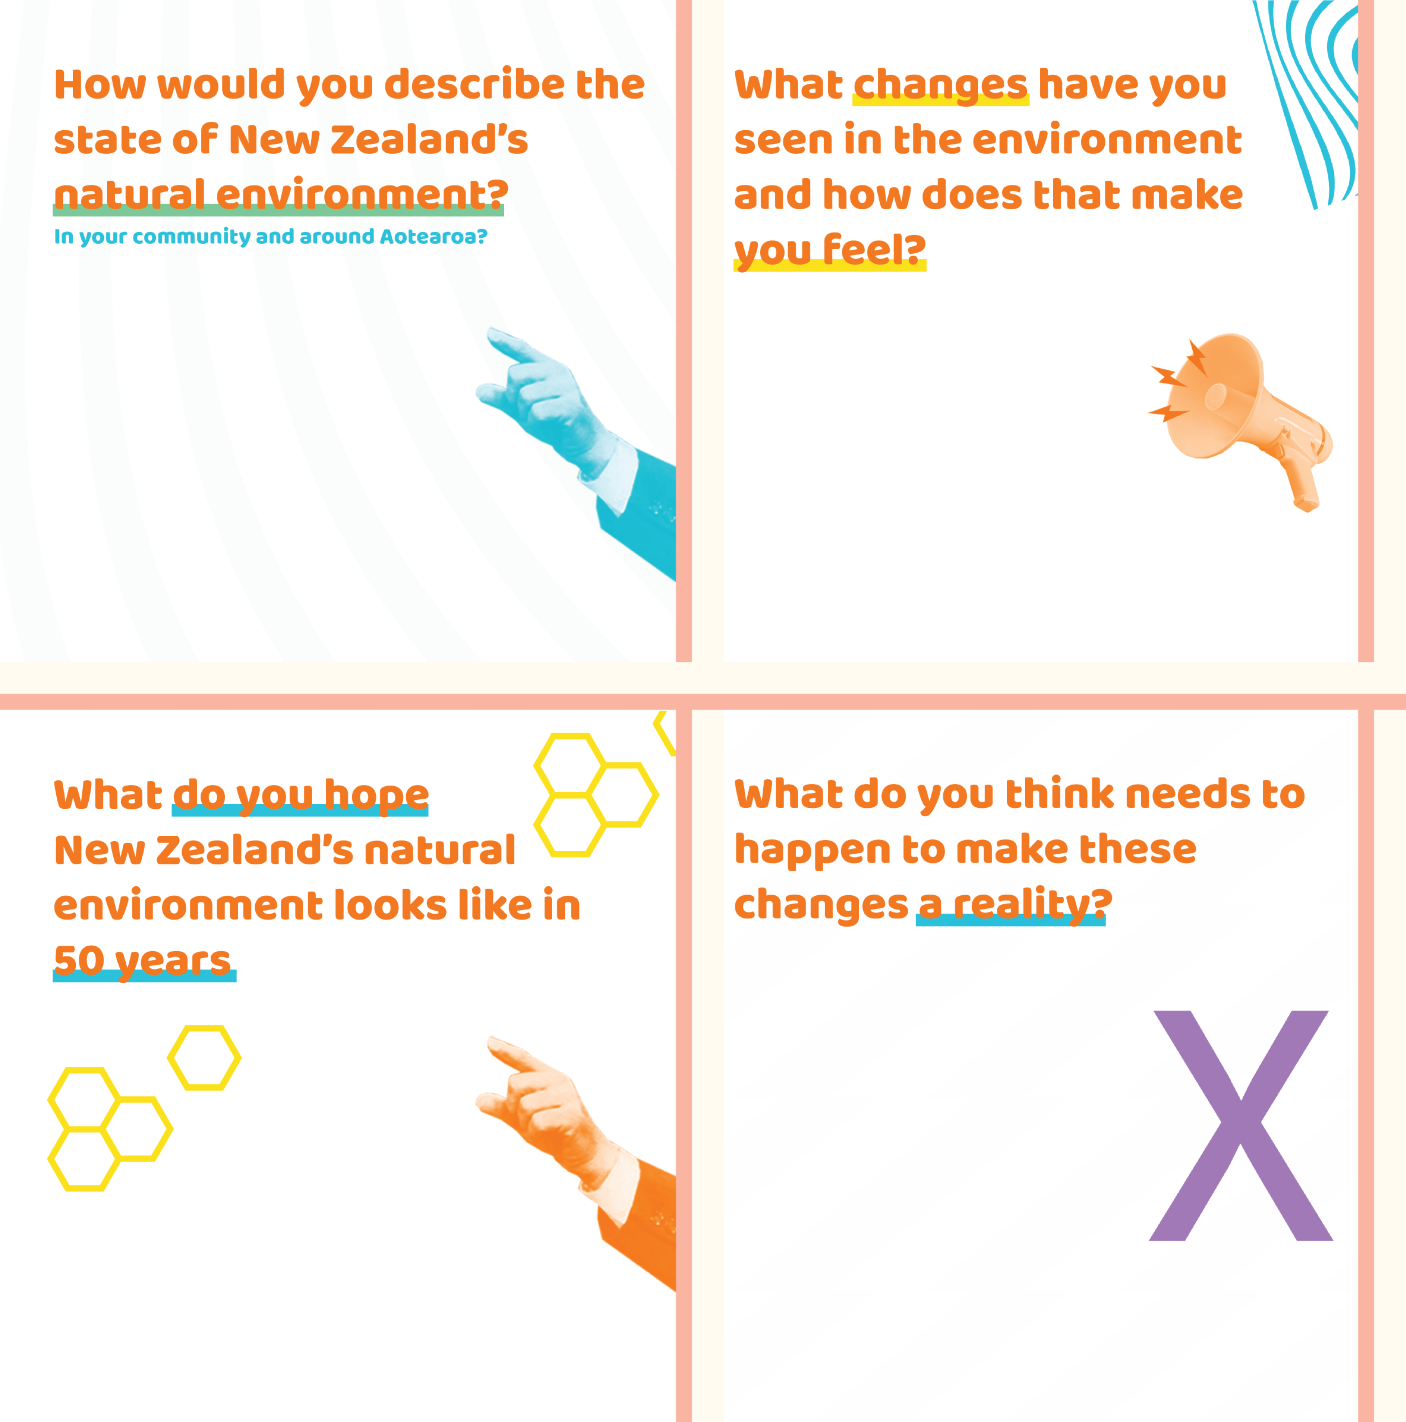 How would you describe the
state of New Zealand's
natural environment?
In your community and around Aotearoa?
What changes have you
seen in the environment
and how does that make
you feel?
What do you hope
New Zealand's natural
environment looks like in
50 years
What do you think needs to
happen to make these
changes a reality?
X